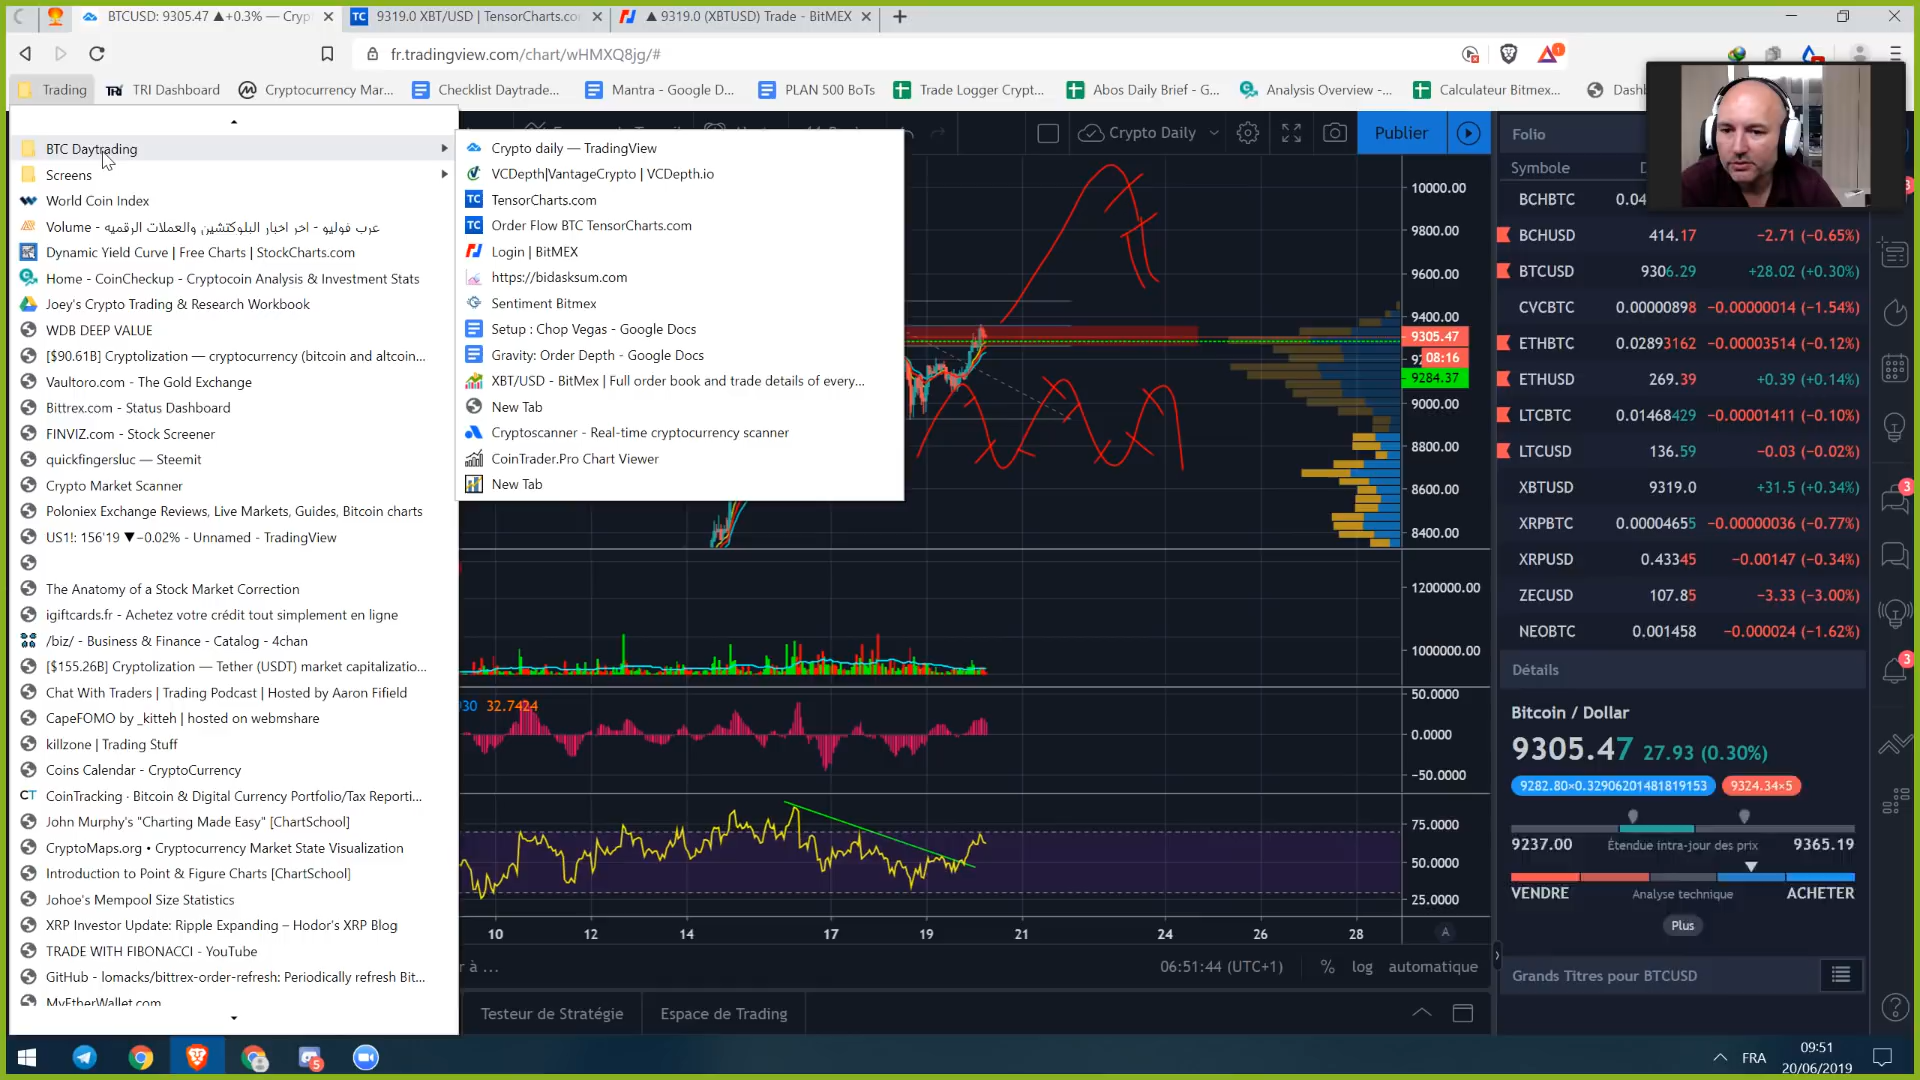 BTCUSD: 9305.47 ▲+0.3% — Cryp
TC 9319.0 XBT/USD | TensorCharts.co
▲ 9319.0 (XBTUSD) Trade - BitMEX
fr.tradingview.com/chart/wHMXQ8jg/#
Trading
TRI Dashboard
Cryptocurrency Mar...
Checklist Daytrade...
Mantra - Google D...
PLAN 500 BoTs
Trade Logger Crypt...
Abos Daily Brief - G...
Analysis Overview -...
Calculateur Bitmex...
BTC Daytrading
Screens
World Coin Index
Volume - عرب فوليو - اخر اخبار البلوكتشين والعملات الرقميه
Dynamic Yield Curve | Free Charts | StockCharts.com
Home - CoinCheckup - Cryptocoin Analysis & Investment Stats
Joey's Crypto Trading & Research Workbook
WDB DEEP VALUE
[$90.61B] Cryptolization — cryptocurrency (bitcoin and altcoin...
Vaultoro.com - The Gold Exchange
Bittrex.com - Status Dashboard
FINVIZ.com - Stock Screener
quickfingersluc — Steemit
Crypto Market Scanner
Poloniex Exchange Reviews, Live Markets, Guides, Bitcoin charts
US1!: 156'19 ▼−0.02% - Unnamed - TradingView
The Anatomy of a Stock Market Correction
igiftcards.fr - Achetez votre crédit tout simplement en ligne
/biz/ - Business & Finance - Catalog - 4chan
[$155.26B] Cryptolization — Tether (USDT) market capitalizatio...
Chat With Traders | Trading Podcast | Hosted by Aaron Fifield
CapeFOMO by _kitteh | hosted on webmshare
killzone | Trading Stuff
Coins Calendar - CryptoCurrency
CT CoinTracking · Bitcoin & Digital Currency Portfolio/Tax Reporti...
John Murphy's "Charting Made Easy" [ChartSchool]
CryptoMaps.org • Cryptocurrency Market State Visualization
Introduction to Point & Figure Charts [ChartSchool]
Johoe's Mempool Size Statistics
XRP Investor Update: Ripple Expanding – Hodor's XRP Blog
TRADE WITH FIBONACCI - YouTube
GitHub - lomacks/bittrex-order-refresh: Periodically refresh Bit...
MyEtherWallet.com
Crypto daily — TradingView
VCDepth|VantageCrypto | VCDepth.io
TC TensorCharts.com
TC Order Flow BTC TensorCharts.com
Login | BitMEX
https://bidasksum.com
Sentiment Bitmex
Setup : Chop Vegas - Google Docs
Gravity: Order Depth - Google Docs
XBT/USD - BitMex | Full order book and trade details of every...
New Tab
Cryptoscanner - Real-time cryptocurrency scanner
CoinTrader.Pro Chart Viewer
New Tab
Crypto Daily
Publier
10000.00
9800.00
9600.00
9400.00
9305.47
08:16
9284.37
9000.00
8800.00
8600.00
8400.00
1200000.00
1000000.00
30 32.7424
50.0000
0.0000
−50.0000
75.0000
50.0000
25.0000
10 12 14 17 19 21 24 26 28
A
r à ...
06:51:44 (UTC+1) % log automatique
Testeur de Stratégie
Espace de Trading
Folio
Symbole
BCHBTC 0.04
BCHUSD 414.17 −2.71 (−0.65%)
BTCUSD 9306.29 +28.02 (+0.30%)
CVCBTC 0.00000898 −0.00000014 (−1.54%)
ETHBTC 0.02893162 −0.00003514 (−0.12%)
ETHUSD 269.39 +0.39 (+0.14%)
LTCBTC 0.01468429 −0.00001411 (−0.10%)
LTCUSD 136.59 −0.03 (−0.02%)
XBTUSD 9319.0 +31.5 (+0.34%)
XRPBTC 0.00004655 −0.00000036 (−0.77%)
XRPUSD 0.43345 −0.00147 (−0.34%)
ZECUSD 107.85 −3.33 (−3.00%)
NEOBTC 0.001458 −0.000024 (−1.62%)
Détails
Bitcoin / Dollar
9305.47 27.93 (0.30%)
9282.80×0.32906201481819153 9324.34×5
9237.00 Étendue intra-jour des prix 9365.19
VENDRE Analyse technique ACHETER
Plus
Grands Titres pour BTCUSD
3
3
5
FRA
09:51
20/06/2019